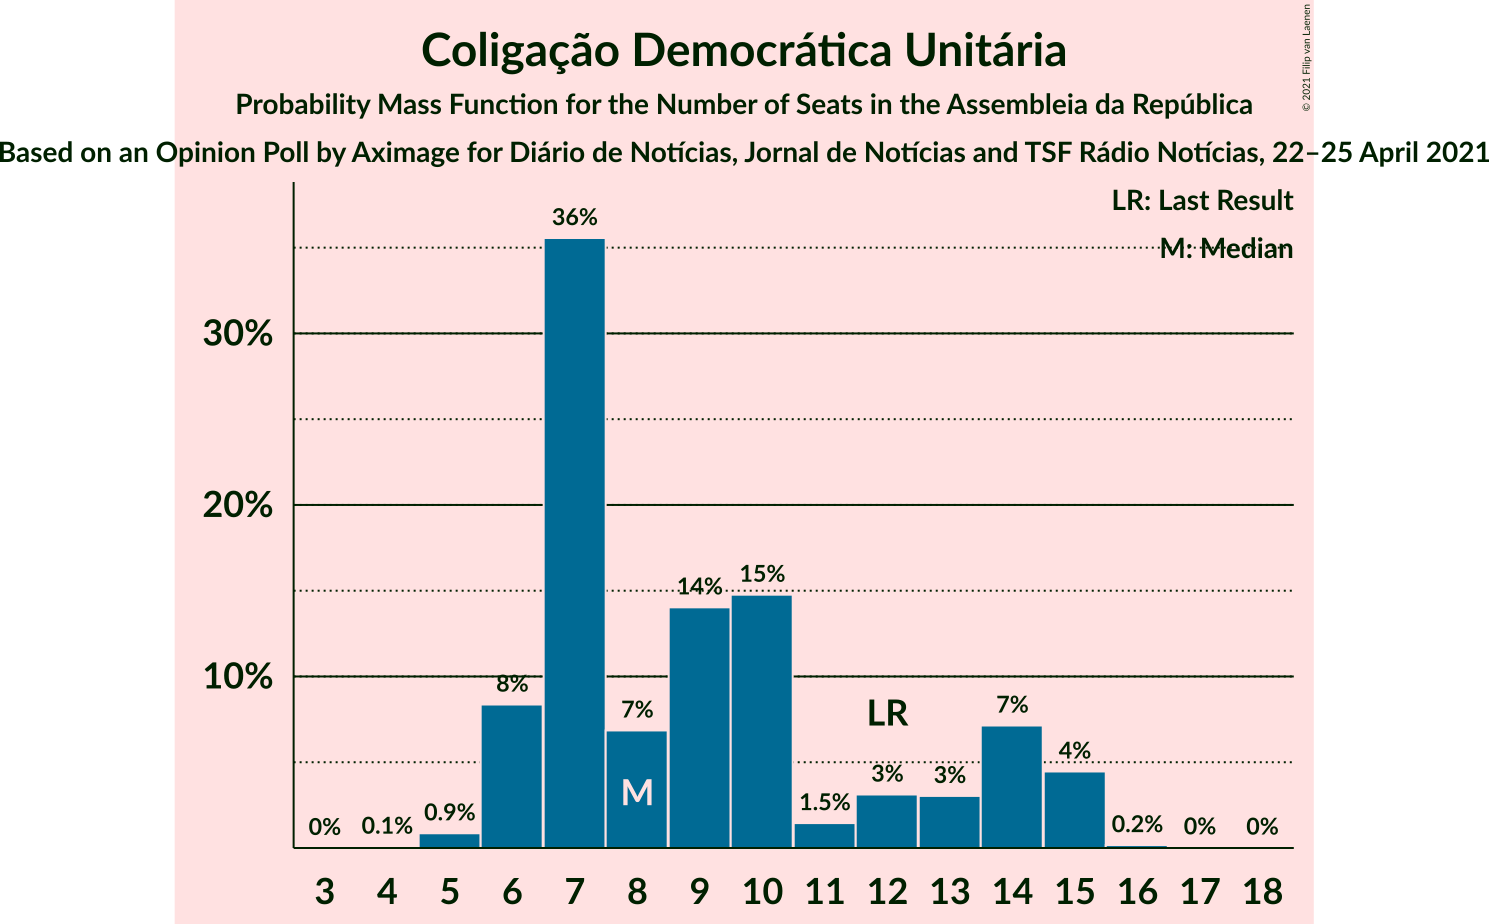 Coligação Democrática Unitária
Probability Mass Function for the Number of Seats in the Assembleia da República
Based on an Opinion Poll by Aximage for Diário de Notícias, Jornal de Notícias and TSF Rádio Notícias, 22–25 April 2021
© 2021 Filip van Laenen
LR: Last Result
M: Median
30%
20%
10%
0%
0.1%
0.9%
8%
36%
7%
14%
15%
1.5%
3%
3%
7%
4%
0.2%
0%
0%
LR
M
3 4 5 6 7 8 9 10 11 12 13 14 15 16 17 18